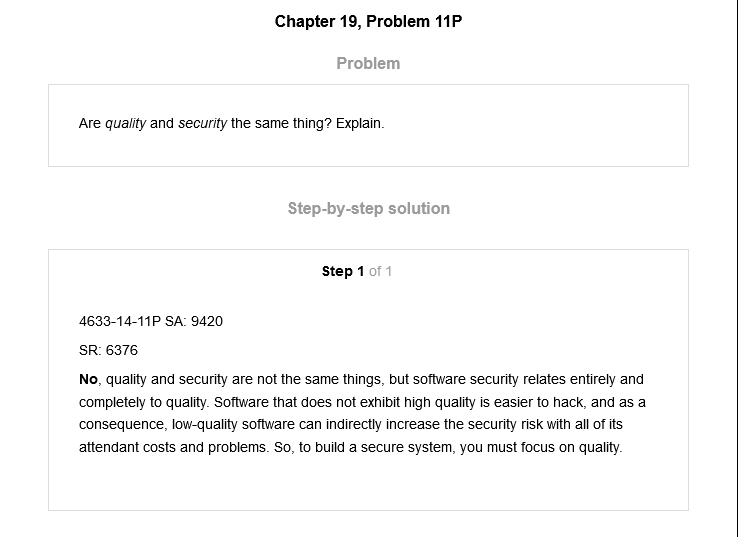 Chapter 19, Problem 11P
Problem
Are quality and security the same thing? Explain.
Step-by-step solution
Step 1 of 1
4633-14-11P SA: 9420
SR: 6376
No, quality and security are not the same things, but software security relates entirely and
completely to quality. Software that does not exhibit high quality is easier to hack, and as a
consequence, low-quality software can indirectly increase the security risk with all of its
attendant costs and problems. So, to build a secure system, you must focus on quality.